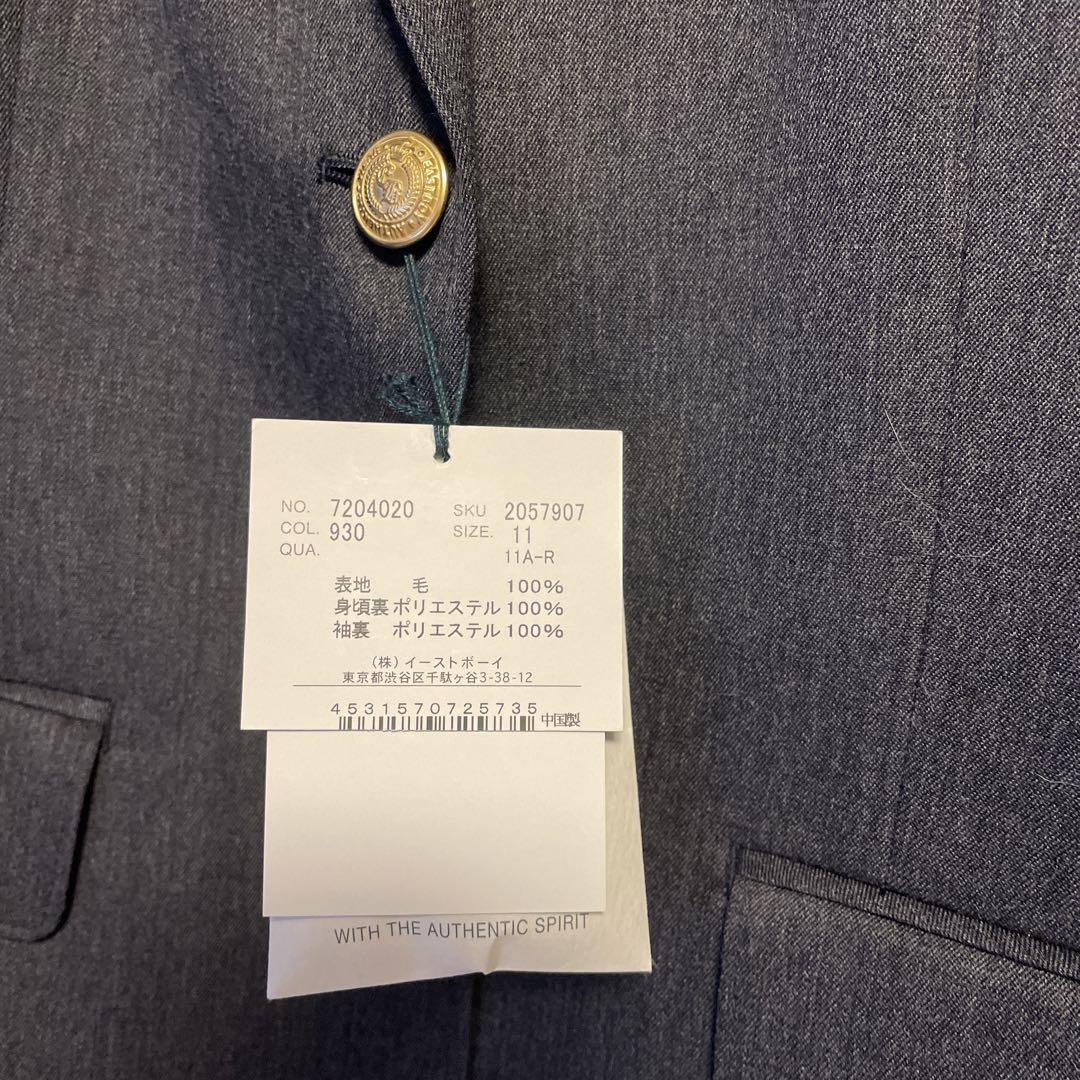 EASTBOY
NO. 7204020 SKU 2057907
COL. 930 SIZE. 11
QUA. 11A-R
表地 毛 100%
身頃裏 ポリエステル 100%
袖裏 ポリエステル 100%
(株)イーストボーイ
東京都渋谷区千駄ヶ谷3-38-12
4531570725735 中国製
WITH THE AUTHENTIC SPIRIT